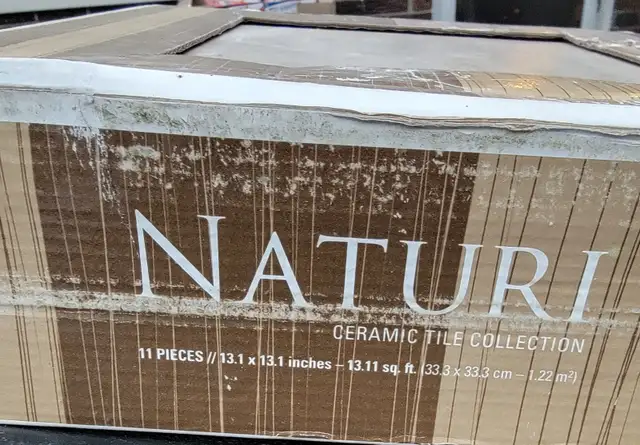 NATURI
CERAMIC TILE COLLECTION
11 PIECES // 13.1 x 13.1 inches – 13.11 sq. ft. (33.3 x 33.3 cm – 1.22 m²)